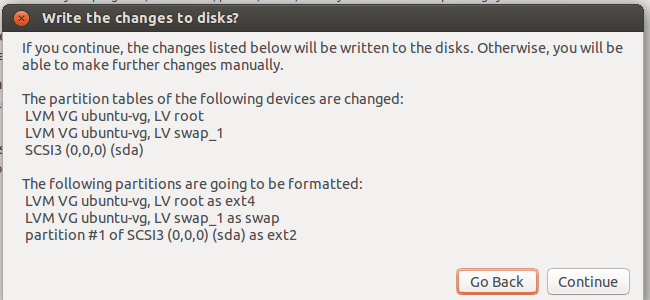 Write the changes to disks?
If you continue, the changes listed below will be written to the disks. Otherwise, you will be
able to make further changes manually.
The partition tables of the following devices are changed:
LVM VG ubuntu-vg, LV root
LVM VG ubuntu-vg, LV swap_1
SCSI3 (0,0,0) (sda)
The following partitions are going to be formatted:
LVM VG ubuntu-vg, LV root as ext4
LVM VG ubuntu-vg, LV swap_1 as swap
partition #1 of SCSI3 (0,0,0) (sda) as ext2
Go Back Continue